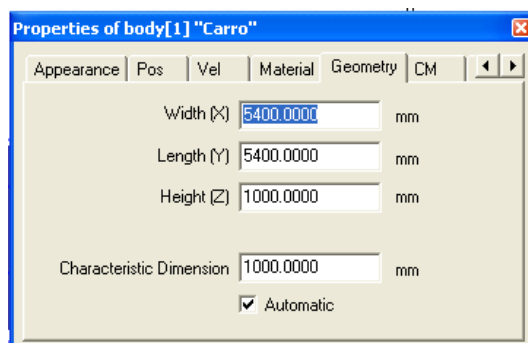 Properties of body[1] "Carro"
Appearance Pos Vel Material Geometry CM
Width (X) 5400.0000 mm
Length (Y) 5400.0000 mm
Height (Z) 1000.0000 mm
Characteristic Dimension 1000.0000 mm
Automatic